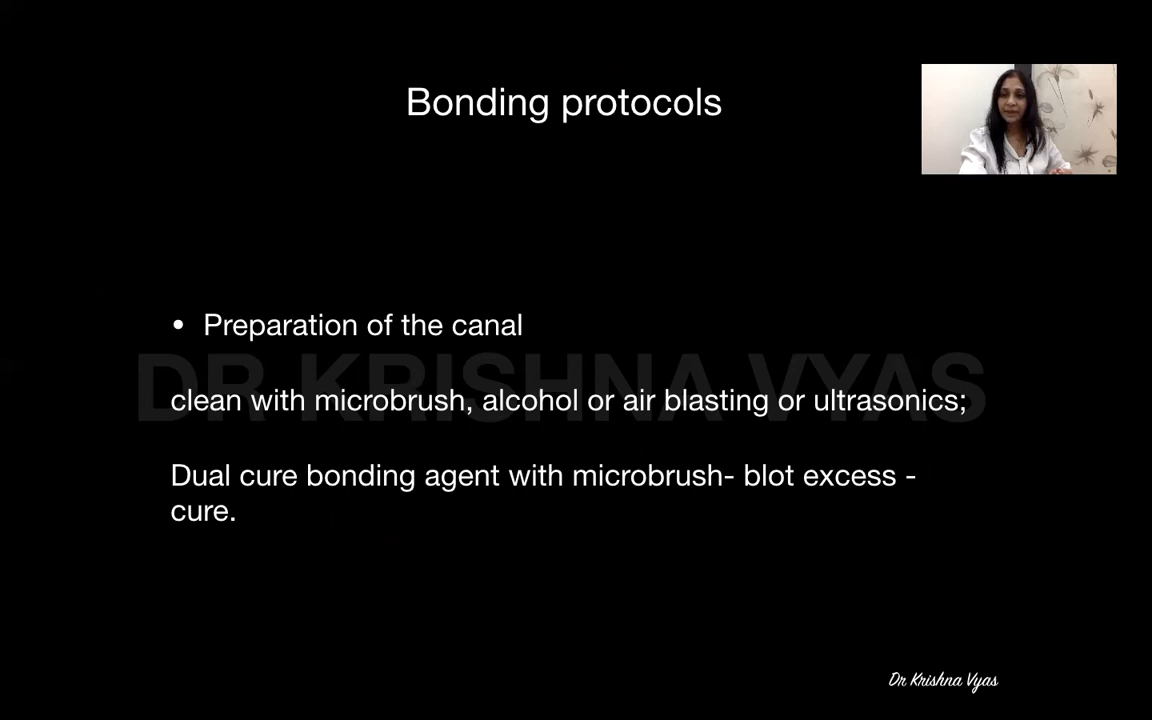 Bonding protocols
• Preparation of the canal
DR KRISHNA VYAS
clean with microbrush, alcohol or air blasting or ultrasonics;
Dual cure bonding agent with microbrush- blot excess -
cure.
Dr Krishna Vyas